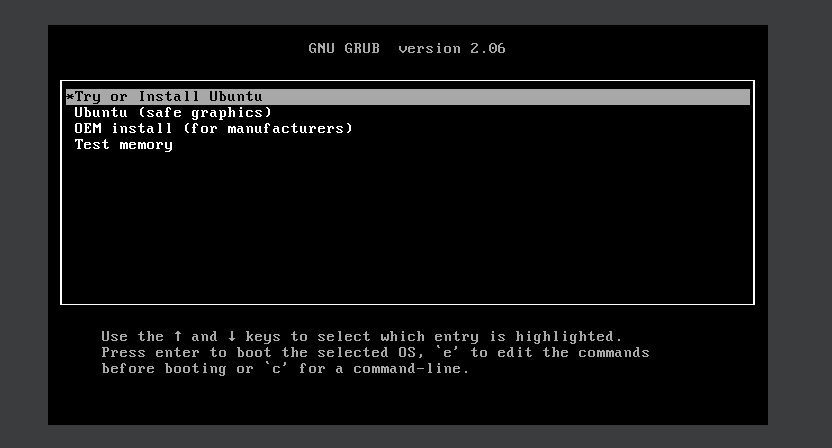 GNU GRUB  version 2.06
*Try or Install Ubuntu
Ubuntu (safe graphics)
OEM install (for manufacturers)
Test memory
Use the ↑ and ↓ keys to select which entry is highlighted.
Press enter to boot the selected OS, `e' to edit the commands
before booting or `c' for a command-line.